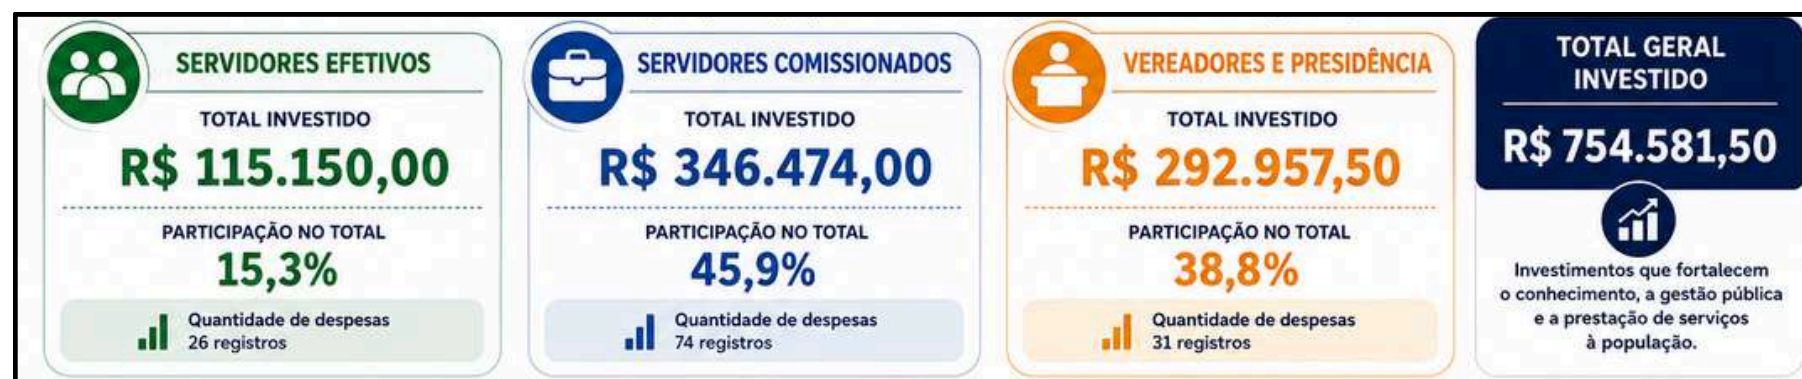 SERVIDORES EFETIVOS
TOTAL INVESTIDO
R$ 115.150,00
PARTICIPAÇÃO NO TOTAL
15,3%
Quantidade de despesas
26 registros
SERVIDORES COMISSIONADOS
TOTAL INVESTIDO
R$ 346.474,00
PARTICIPAÇÃO NO TOTAL
45,9%
Quantidade de despesas
74 registros
VEREADORES E PRESIDÊNCIA
TOTAL INVESTIDO
R$ 292.957,50
PARTICIPAÇÃO NO TOTAL
38,8%
Quantidade de despesas
31 registros
TOTAL GERAL
INVESTIDO
R$ 754.581,50
Investimentos que fortalecem
o conhecimento, a gestão pública
e a prestação de serviços
à população.